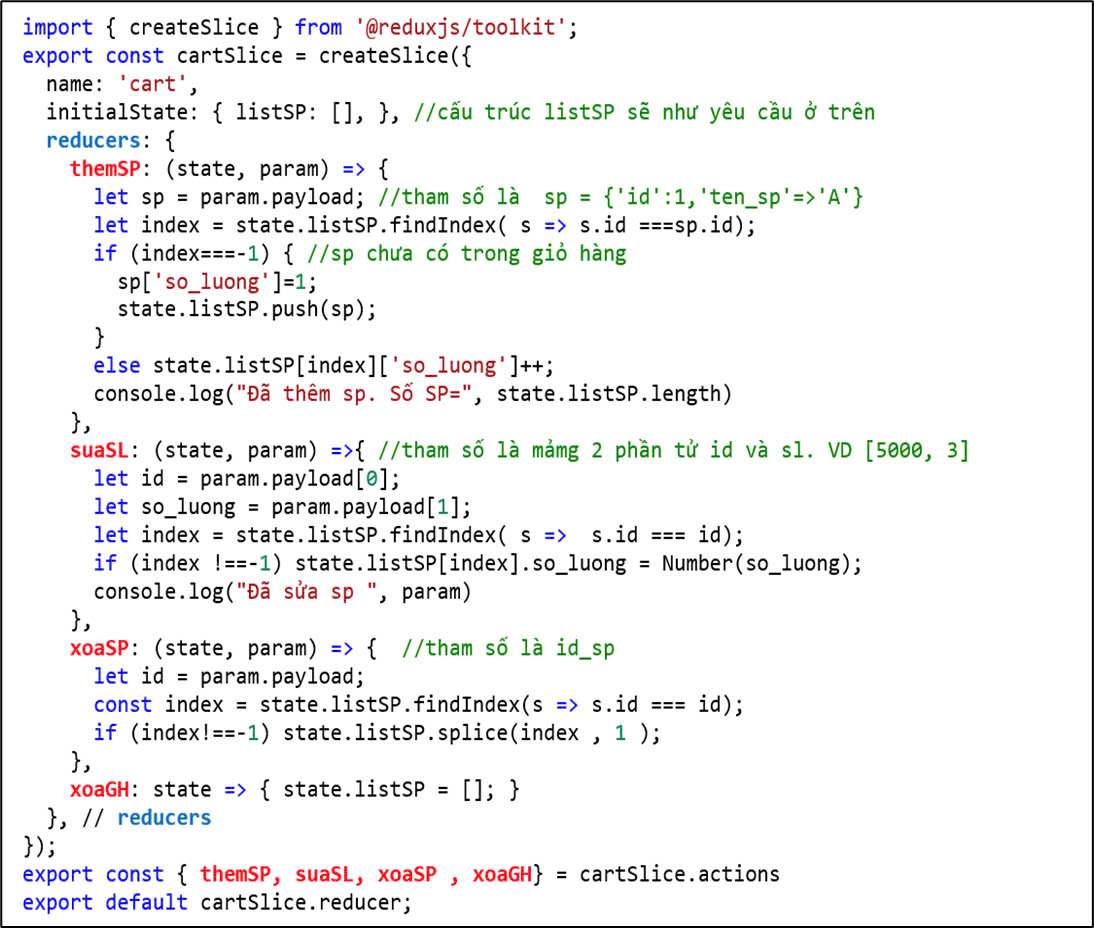 import { createSlice } from '@reduxjs/toolkit';
export const cartSlice = createSlice({
  name: 'cart',
  initialState: { listSP: [], }, //cấu trúc listSP sẽ như yêu cầu ở trên
  reducers: {
    themSP: (state, param) => {
      let sp = param.payload; //tham số là  sp = {'id':1,'ten_sp'=>'A'}
      let index = state.listSP.findIndex( s => s.id ===sp.id);
      if (index===-1) { //sp chưa có trong giỏ hàng
        sp['so_luong']=1;
        state.listSP.push(sp);
      }
      else state.listSP[index]['so_luong']++;
      console.log("Đã thêm sp. Số SP=", state.listSP.length)
    },
    suaSL: (state, param) =>{ //tham số là mảmg 2 phần tử id và sl. VD [5000, 3]
      let id = param.payload[0];
      let so_luong = param.payload[1];
      let index = state.listSP.findIndex( s =>  s.id === id);
      if (index !==-1) state.listSP[index].so_luong = Number(so_luong);
      console.log("Đã sửa sp ", param)
    },
    xoaSP: (state, param) => {  //tham số là id_sp
      let id = param.payload;
      const index = state.listSP.findIndex(s => s.id === id);
      if (index!==-1) state.listSP.splice(index , 1 );
    },
    xoaGH: state => { state.listSP = []; }
  }, // reducers
});
export const { themSP, suaSL, xoaSP , xoaGH} = cartSlice.actions
export default cartSlice.reducer;